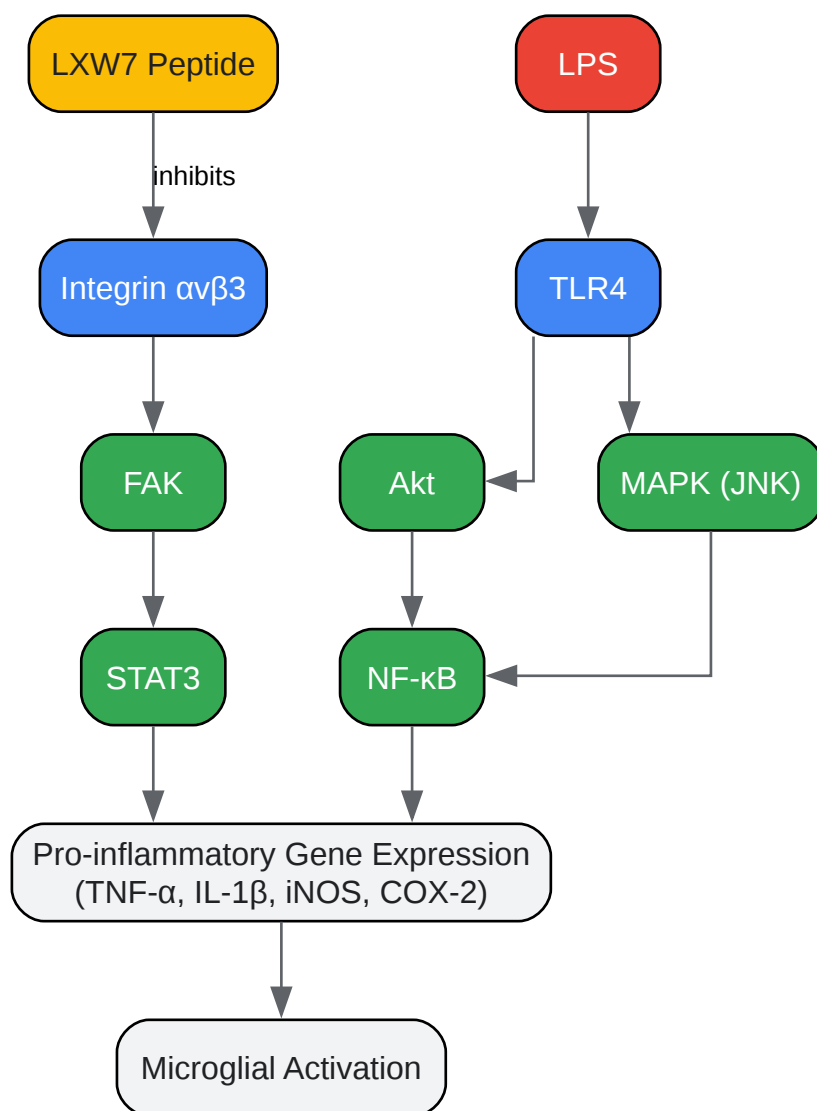 LXW7 Peptide
LPS
inhibits
Integrin αvβ3
TLR4
FAK
Akt
MAPK (JNK)
STAT3
NF-κB
Pro-inflammatory Gene Expression
(TNF-α, IL-1β, iNOS, COX-2)
Microglial Activation